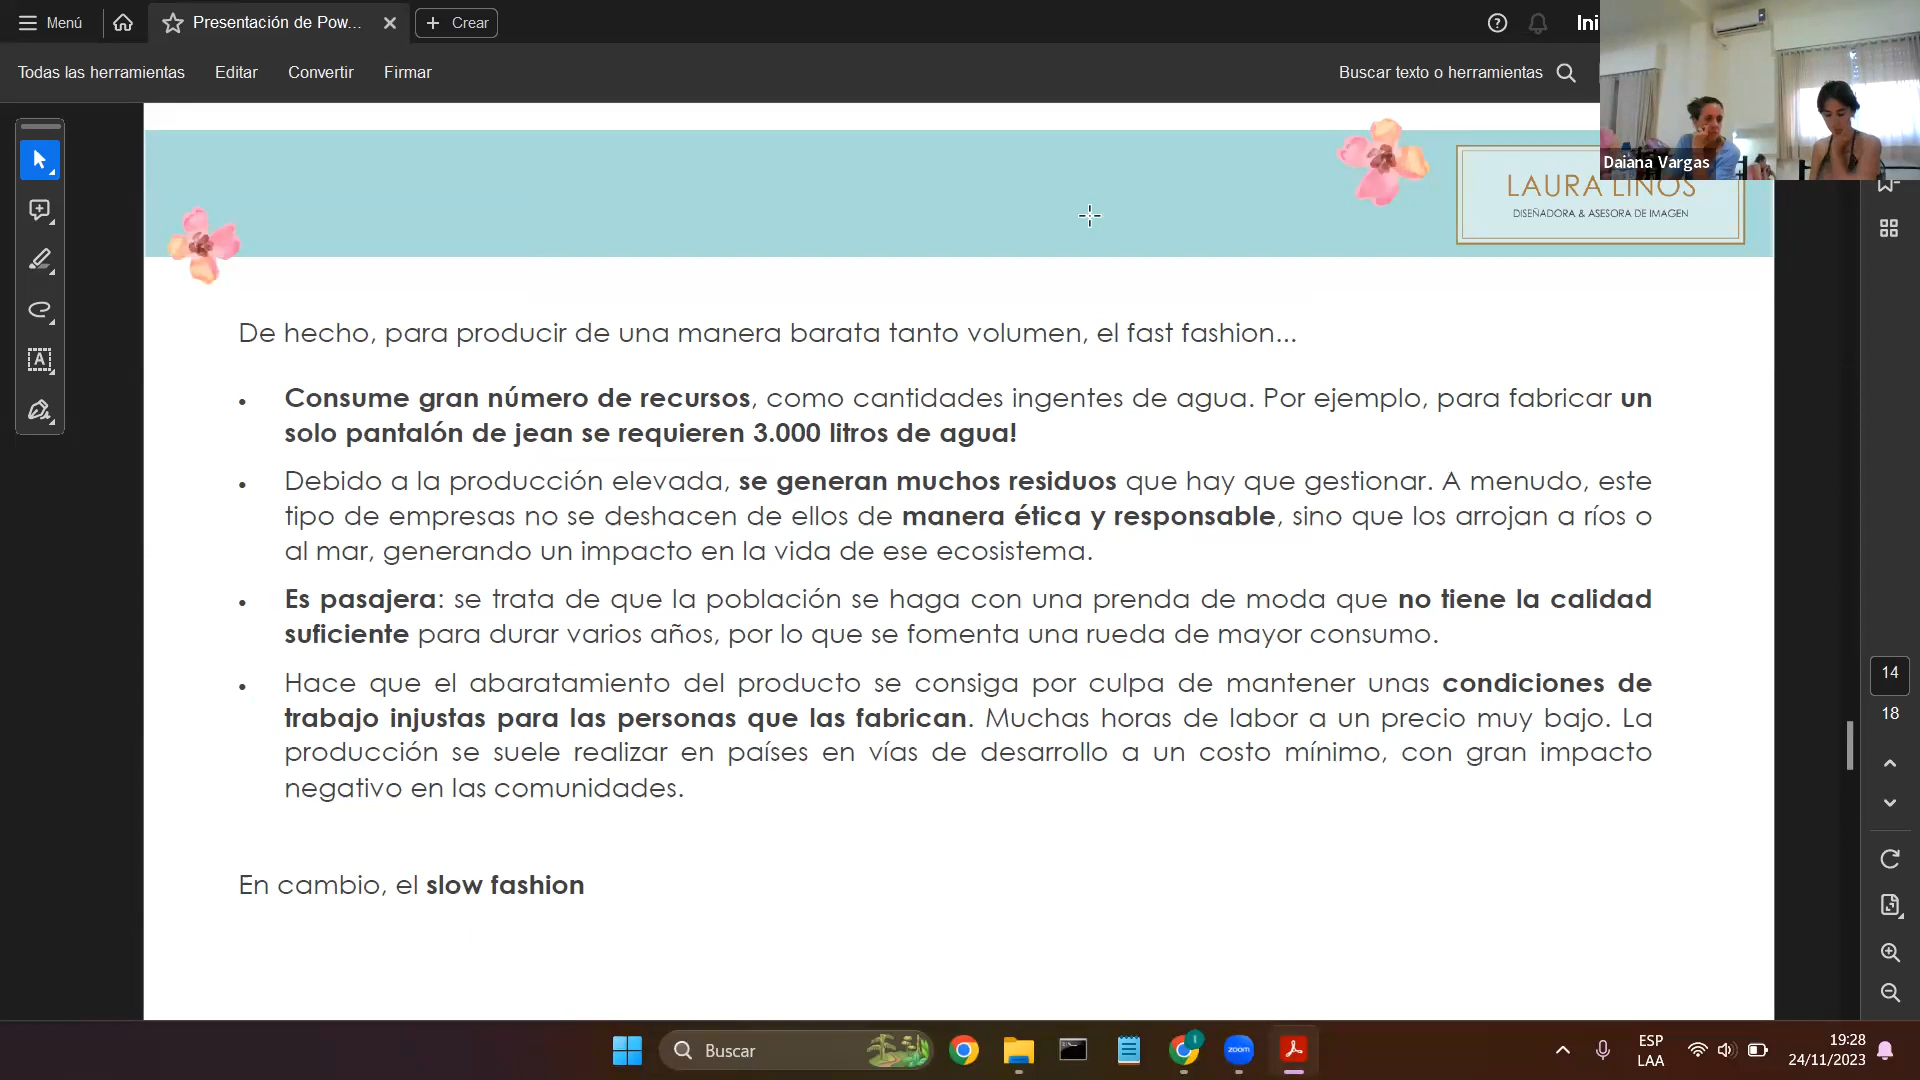 Menú
Presentación de Pow...
Crear
Ini
Todas las herramientas
Editar
Convertir
Firmar
Buscar texto o herramientas
Daiana Vargas
LAURA LINOS
DISEÑADORA & ASESORA DE IMAGEN
De hecho, para producir de una manera barata tanto volumen, el fast fashion...
• Consume gran número de recursos, como cantidades ingentes de agua. Por ejemplo, para fabricar un
solo pantalón de jean se requieren 3.000 litros de agua!
• Debido a la producción elevada, se generan muchos residuos que hay que gestionar. A menudo, este
tipo de empresas no se deshacen de ellos de manera ética y responsable, sino que los arrojan a ríos o
al mar, generando un impacto en la vida de ese ecosistema.
• Es pasajera: se trata de que la población se haga con una prenda de moda que no tiene la calidad
suficiente para durar varios años, por lo que se fomenta una rueda de mayor consumo.
• Hace que el abaratamiento del producto se consiga por culpa de mantener unas condiciones de
trabajo injustas para las personas que las fabrican. Muchas horas de labor a un precio muy bajo. La
producción se suele realizar en países en vías de desarrollo a un costo mínimo, con gran impacto
negativo en las comunidades.
En cambio, el slow fashion
14
18
Buscar
zoom
ESP
LAA
19:28
24/11/2023